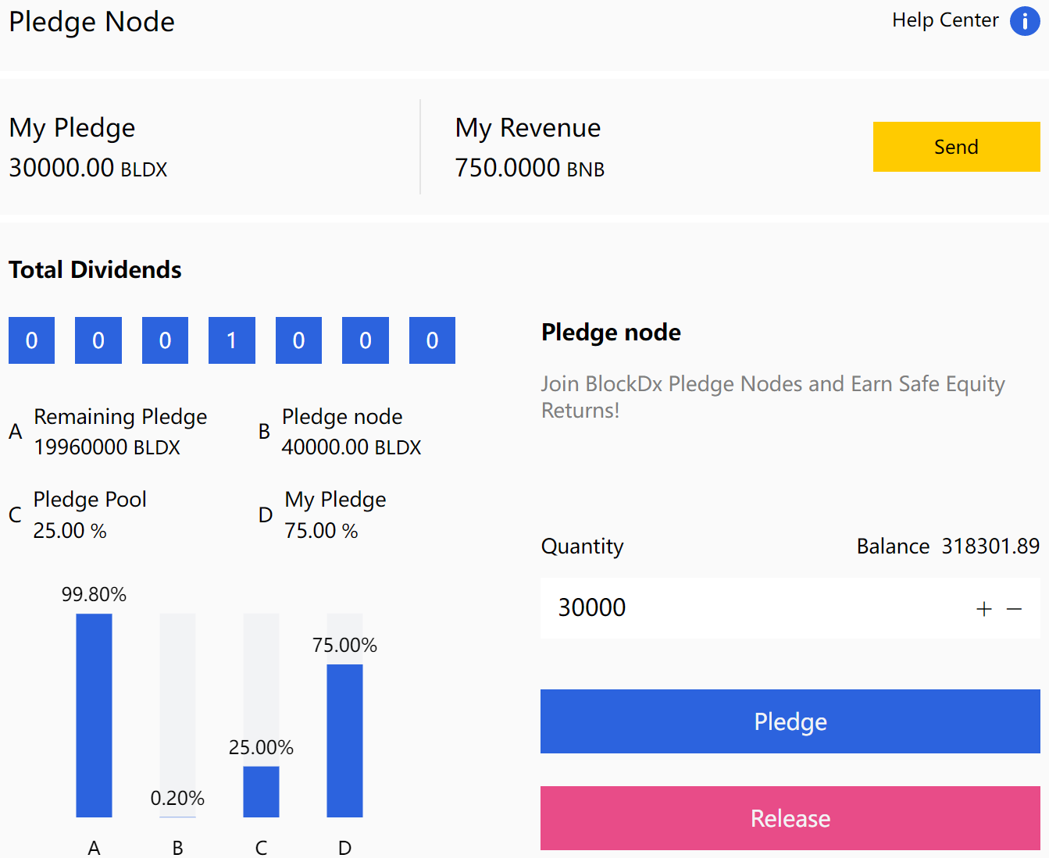 Pledge Node
Help Center
i
My Pledge
30000.00 BLDX
My Revenue
750.0000 BNB
Send
Total Dividends
0 0 0 1 0 0 0
A Remaining Pledge
19960000 BLDX
B Pledge node
40000.00 BLDX
C Pledge Pool
25.00 %
D My Pledge
75.00 %
99.80%
0.20%
25.00%
75.00%
A B C D
Pledge node
Join BlockDx Pledge Nodes and Earn Safe Equity
Returns!
Quantity
Balance 318301.89
30000
+ −
Pledge
Release